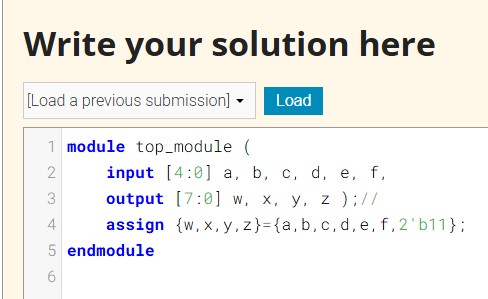 Write your solution here
[Load a previous submission] Load
1 module top_module (
2     input [4:0] a, b, c, d, e, f,
3     output [7:0] w, x, y, z );//
4     assign {w,x,y,z}={a,b,c,d,e,f,2'b11};
5 endmodule
6